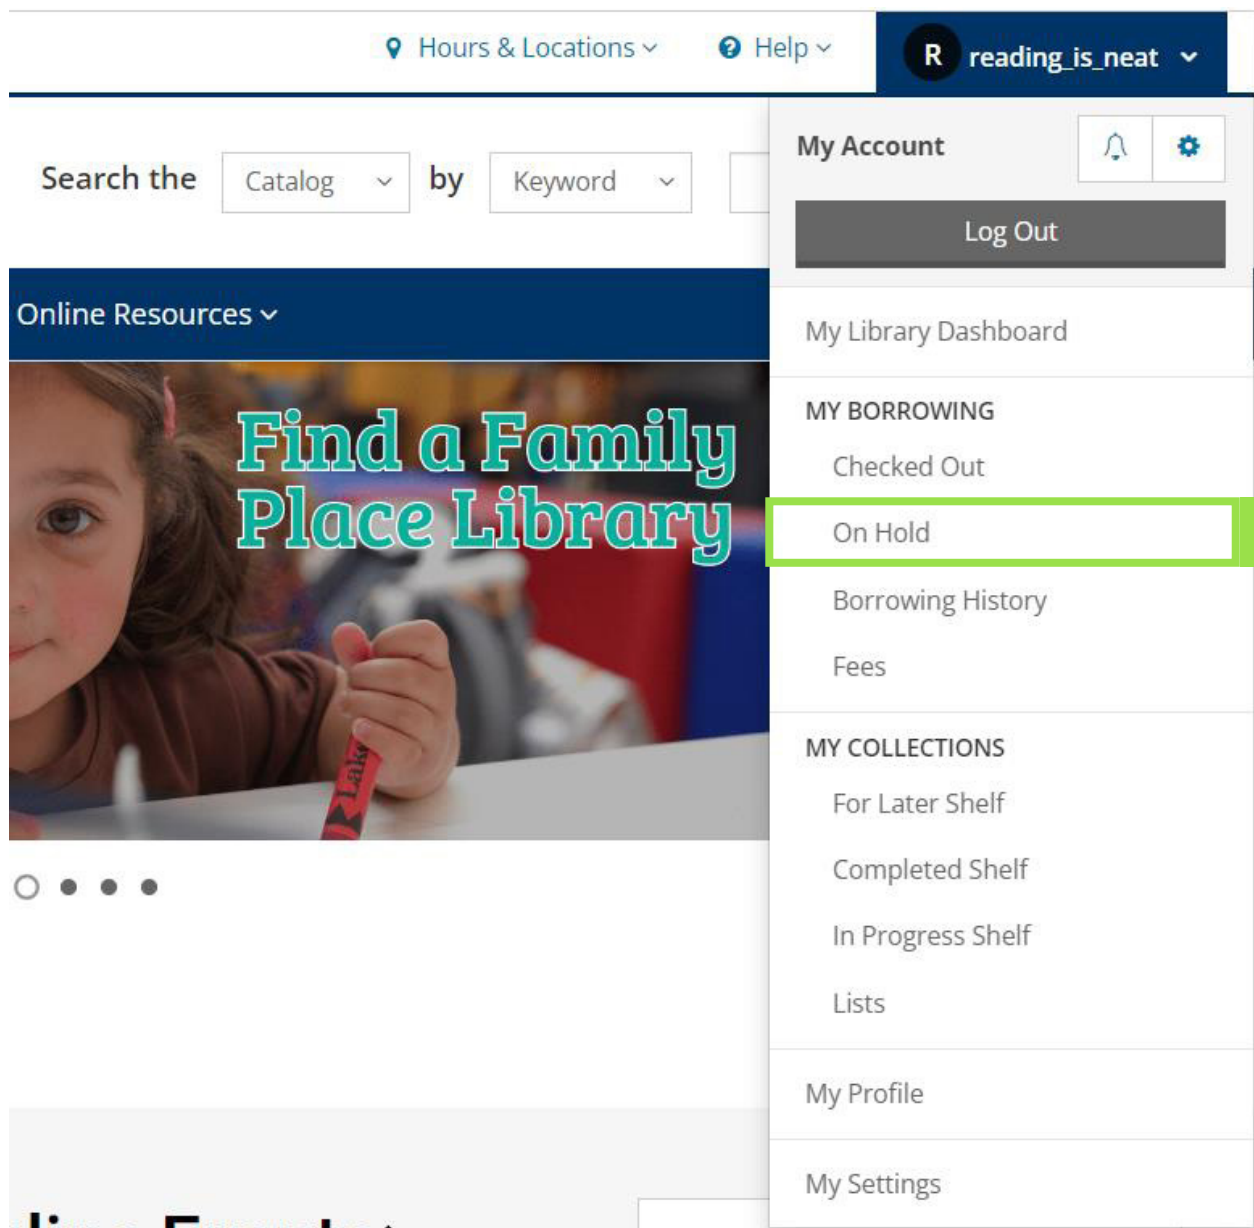 Hours & Locations
Help
R reading_is_neat
My Account
Log Out
Search the Catalog by Keyword
Online Resources
Find a Family
Place Library
Lake
My Library Dashboard
MY BORROWING
Checked Out
On Hold
Borrowing History
Fees
MY COLLECTIONS
For Later Shelf
Completed Shelf
In Progress Shelf
Lists
My Profile
My Settings